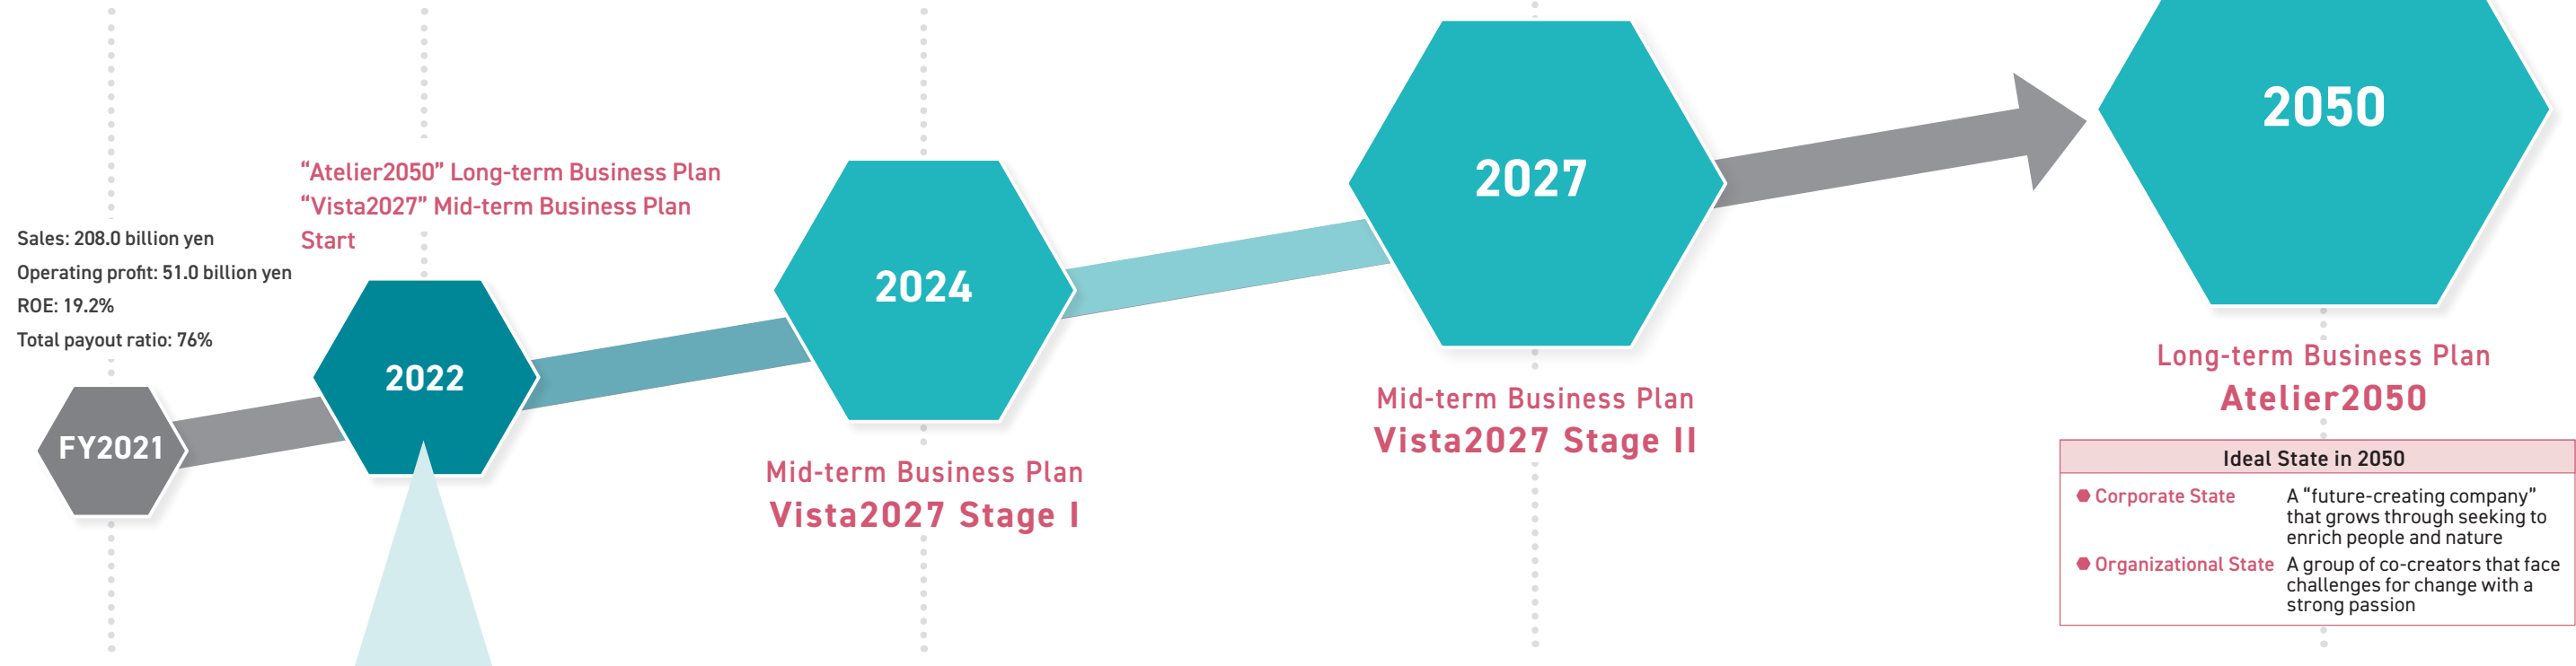 Sales: 208.0 billion yen
Operating profit: 51.0 billion yen
ROE: 19.2%
Total payout ratio: 76%
FY2021
“Atelier2050” Long-term Business Plan
“Vista2027” Mid-term Business Plan
Start
2022
2024
Mid-term Business Plan
Vista2027 Stage I
2027
Mid-term Business Plan
Vista2027 Stage II
2050
Long-term Business Plan
Atelier2050
Ideal State in 2050
Corporate State
A “future-creating company”
that grows through seeking to
enrich people and nature
Organizational State
A group of co-creators that face
challenges for change with a
strong passion